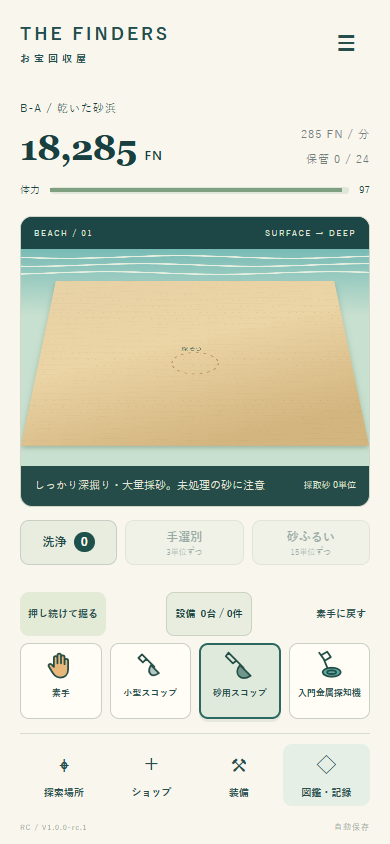 THE FINDERS
お宝回収屋
B-A / 乾いた砂浜
18,285 FN
285 FN / 分
保管 0 / 24
体力 97
BEACH / 01 SURFACE — DEEP
しっかり深掘り・大量採砂。未処理の砂に注意 採取砂 0単位
洗浄 0 手選別 砂ふるい
3単位ずつ 15単位ずつ
押し続けて掘る 設備 0台 / 0件 素手に戻す
素手 小型スコップ 砂用スコップ 入門金属探知機
探索場所 ショップ 装備 図鑑・記録
RC / V1.0.0-rc.1 自動保存